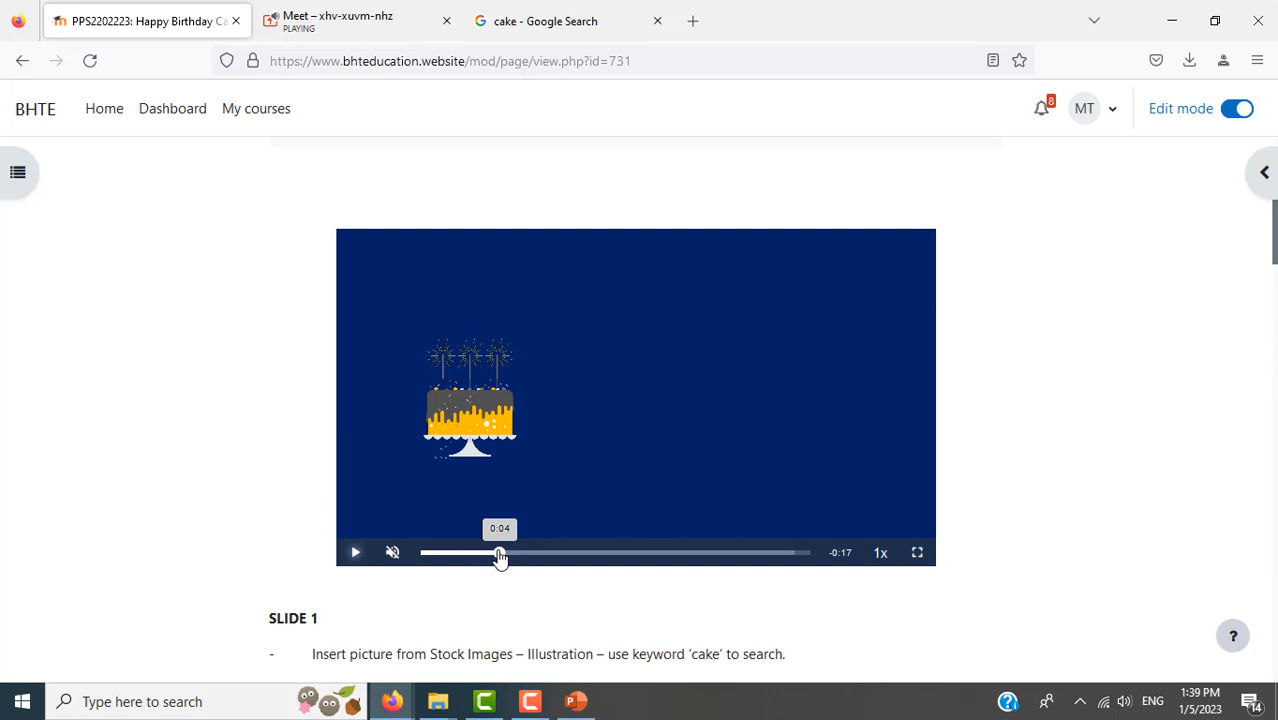 PPS2202223: Happy Birthday Ca
Meet – xhv-xuvm-nhz
PLAYING
cake - Google Search
https://www.bhteducation.website/mod/page/view.php?id=731
BHTE
Home
Dashboard
My courses
8
MT
Edit mode
0:04
-0:17
1x
SLIDE 1
- Insert picture from Stock Images – Illustration – use keyword ‘cake’ to search.
?
Type here to search
ENG
1:39 PM
1/5/2023
14